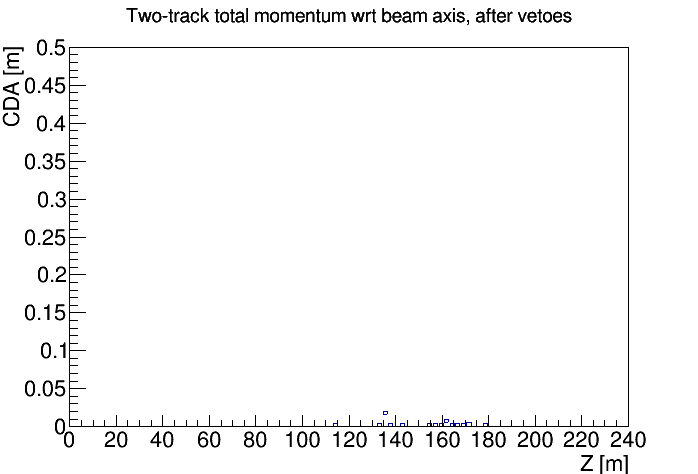 Two-track total momentum wrt beam axis, after vetoes
CDA [m]
0.5
0.45
0.4
0.35
0.3
0.25
0.2
0.15
0.1
0.05
0
0 20 40 60 80 100 120 140 160 180 200 220 240
Z [m]